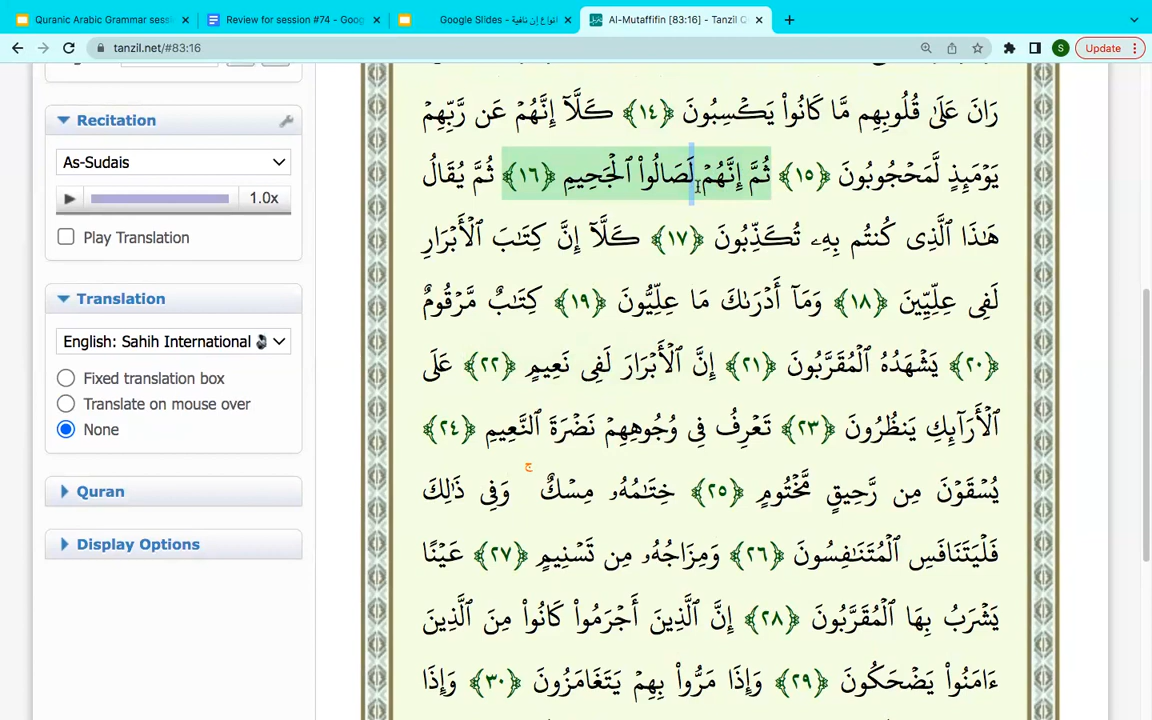 Quranic Arabic Grammar sessi
Review for session #74 - Goog
انواع إن نافية - Google Slides
Al-Mutaffifin [83:16] - Tanzil Q
tanzil.net/#83:16
S
Update
Recitation
As-Sudais
1.0x
Play Translation
Translation
English: Sahih International
Fixed translation box
Translate on mouse over
None
Quran
Display Options
رَانَ عَلَىٰ قُلُوبِهِم مَّا كَانُوا۟ يَكْسِبُونَ ﴿١٤﴾ كَلَّآ إِنَّهُمْ عَن رَّبِّهِمْ
يَوْمَئِذٍ لَّمَحْجُوبُونَ ﴿١٥﴾ ثُمَّ إِنَّهُمْ لَصَالُوا۟ ٱلْجَحِيمِ ﴿١٦﴾ ثُمَّ يُقَالُ
هَـٰذَا ٱلَّذِى كُنتُم بِهِۦ تُكَذِّبُونَ ﴿١٧﴾ كَلَّآ إِنَّ كِتَـٰبَ ٱلْأَبْرَارِ
لَفِى عِلِّيِّينَ ﴿١٨﴾ وَمَآ أَدْرَىٰكَ مَا عِلِّيُّونَ ﴿١٩﴾ كِتَـٰبٌ مَّرْقُومٌ
﴿٢٠﴾ يَشْهَدُهُ ٱلْمُقَرَّبُونَ ﴿٢١﴾ إِنَّ ٱلْأَبْرَارَ لَفِى نَعِيمٍ ﴿٢٢﴾ عَلَى
ٱلْأَرَآئِكِ يَنظُرُونَ ﴿٢٣﴾ تَعْرِفُ فِى وُجُوهِهِمْ نَضْرَةَ ٱلنَّعِيمِ ﴿٢٤﴾
يُسْقَوْنَ مِن رَّحِيقٍ مَّخْتُومٍ ﴿٢٥﴾ خِتَـٰمُهُۥ مِسْكٌ ۚ وَفِى ذَٰلِكَ
فَلْيَتَنَافَسِ ٱلْمُتَنَـٰفِسُونَ ﴿٢٦﴾ وَمِزَاجُهُۥ مِن تَسْنِيمٍ ﴿٢٧﴾ عَيْنًا
يَشْرَبُ بِهَا ٱلْمُقَرَّبُونَ ﴿٢٨﴾ إِنَّ ٱلَّذِينَ أَجْرَمُوا۟ كَانُوا۟ مِنَ ٱلَّذِينَ
ءَامَنُوا۟ يَضْحَكُونَ ﴿٢٩﴾ وَإِذَا مَرُّوا۟ بِهِمْ يَتَغَامَزُونَ ﴿٣٠﴾ وَإِذَا